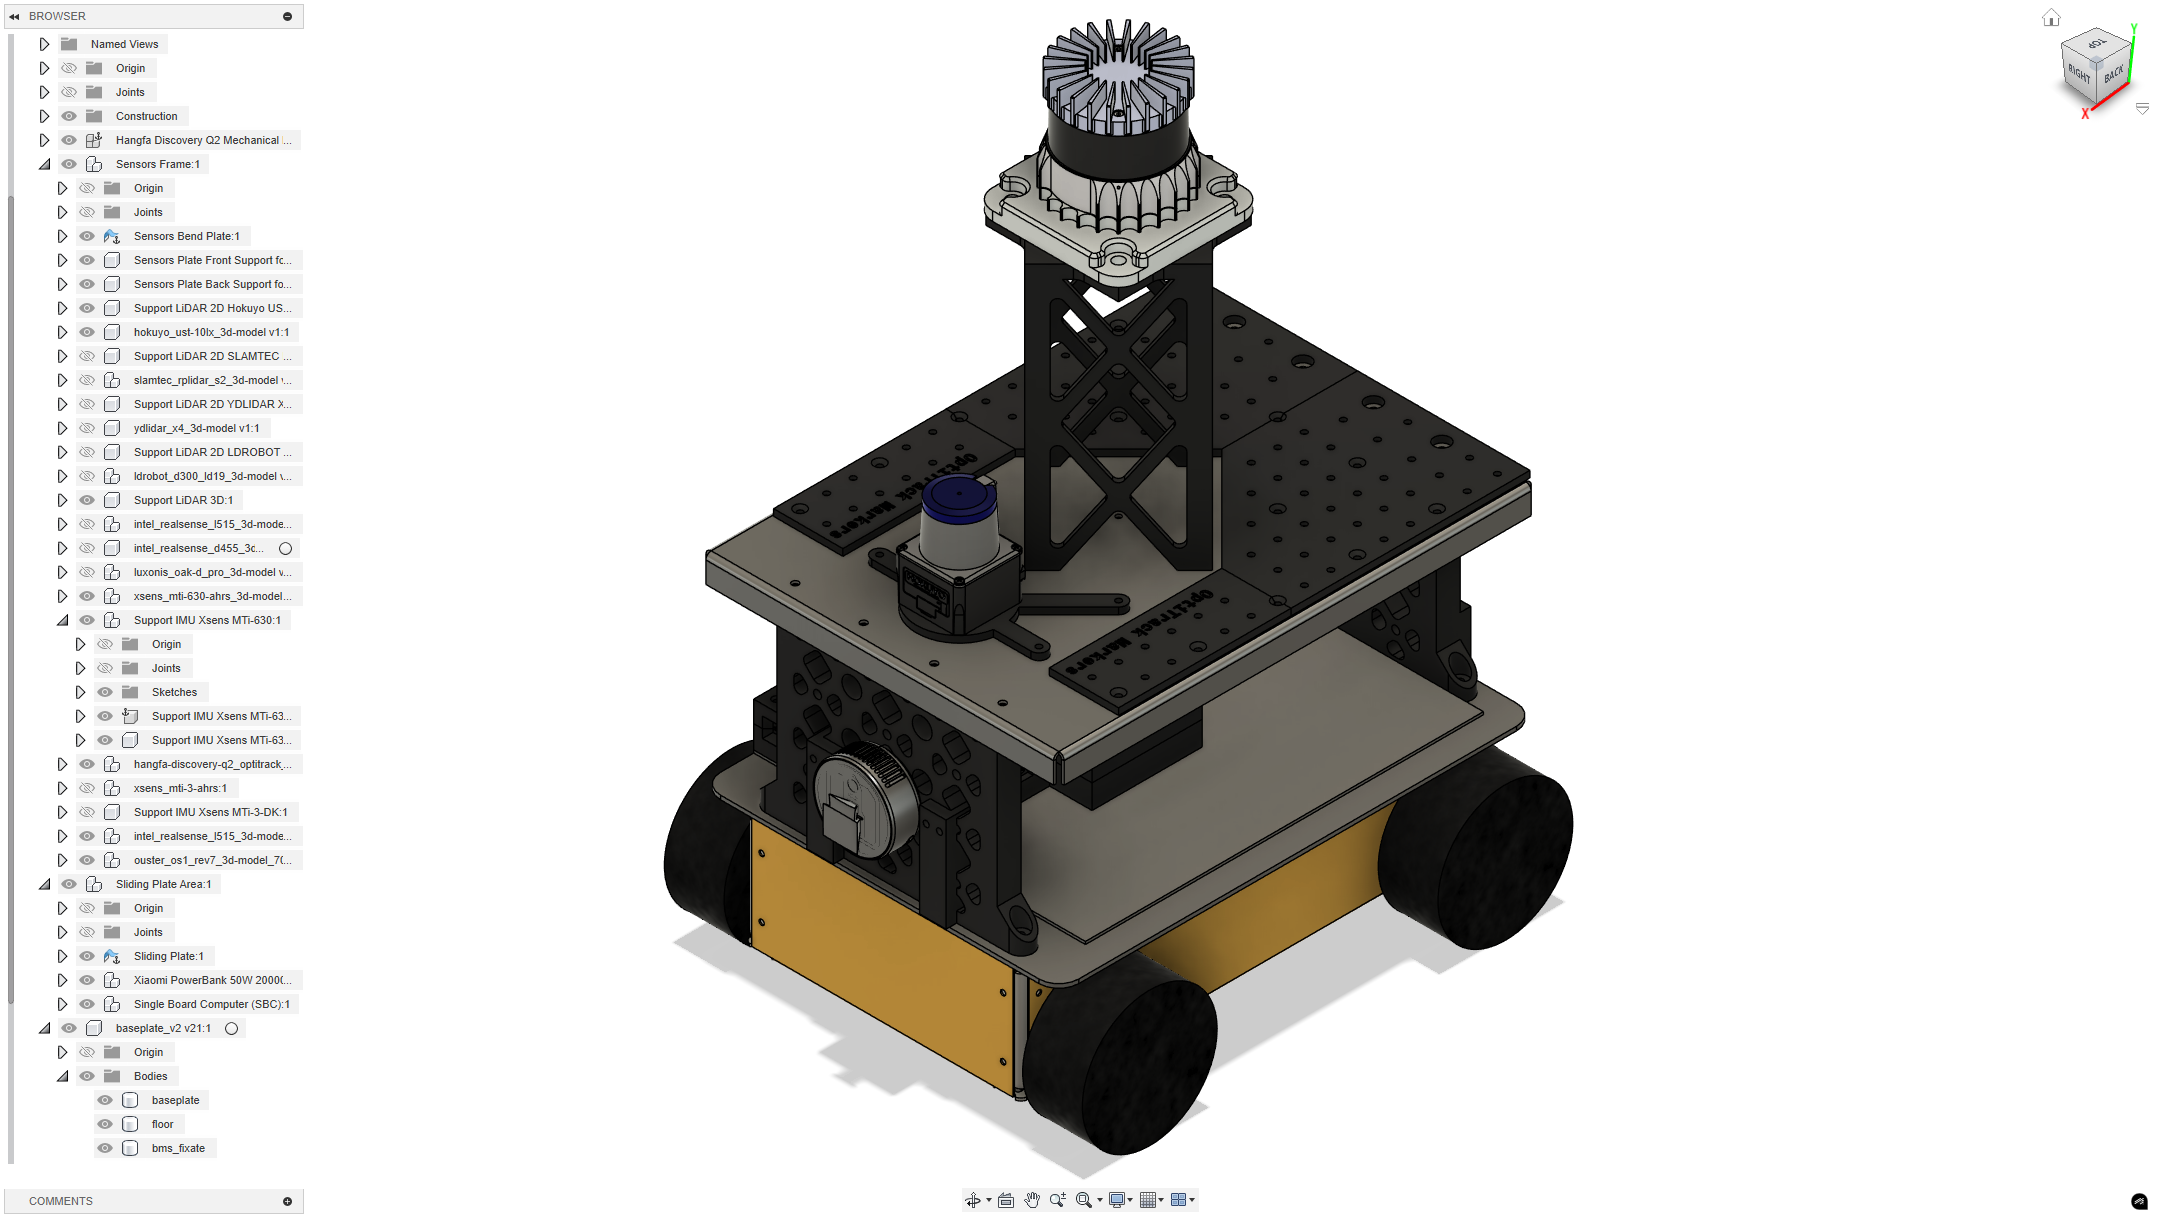 BROWSER
Named Views
Origin
Joints
Construction
Hangfa Discovery Q2 Mechanical ...
Sensors Frame:1
Origin
Joints
Sensors Bend Plate:1
Sensors Plate Front Support fc...
Sensors Plate Back Support fo...
Support LiDAR 2D Hokuyo US...
hokuyo_ust-10lx_3d-model v1:1
Support LiDAR 2D SLAMTEC ...
slamtec_rplidar_s2_3d-model v...
Support LiDAR 2D YDLIDAR X...
ydlidar_x4_3d-model v1:1
Support LiDAR 2D LDROBOT ...
ldrobot_d300_ld19_3d-model v...
Support LiDAR 3D:1
intel_realsense_l515_3d-mode...
intel_realsense_d455_3d...
luxonis_oak-d_pro_3d-model v...
xsens_mti-630-ahrs_3d-model...
Support IMU Xsens MTi-630:1
Origin
Joints
Sketches
Support IMU Xsens MTi-63...
Support IMU Xsens MTi-63...
hangfa-discovery-q2_optitrack_...
xsens_mti-3-ahrs:1
Support IMU Xsens MTi-3-DK:1
intel_realsense_l515_3d-mode...
ouster_os1_rev7_3d-model_70...
Sliding Plate Area:1
Origin
Joints
Sliding Plate:1
Xiaomi PowerBank 50W 2000(...
Single Board Computer (SBC):1
baseplate_v2 v21:1
Origin
Bodies
baseplate
floor
bms_fixate
COMMENTS
OptiTrack Markers
OptiTrack Markers
TOP
RIGHT
BACK
Y
X